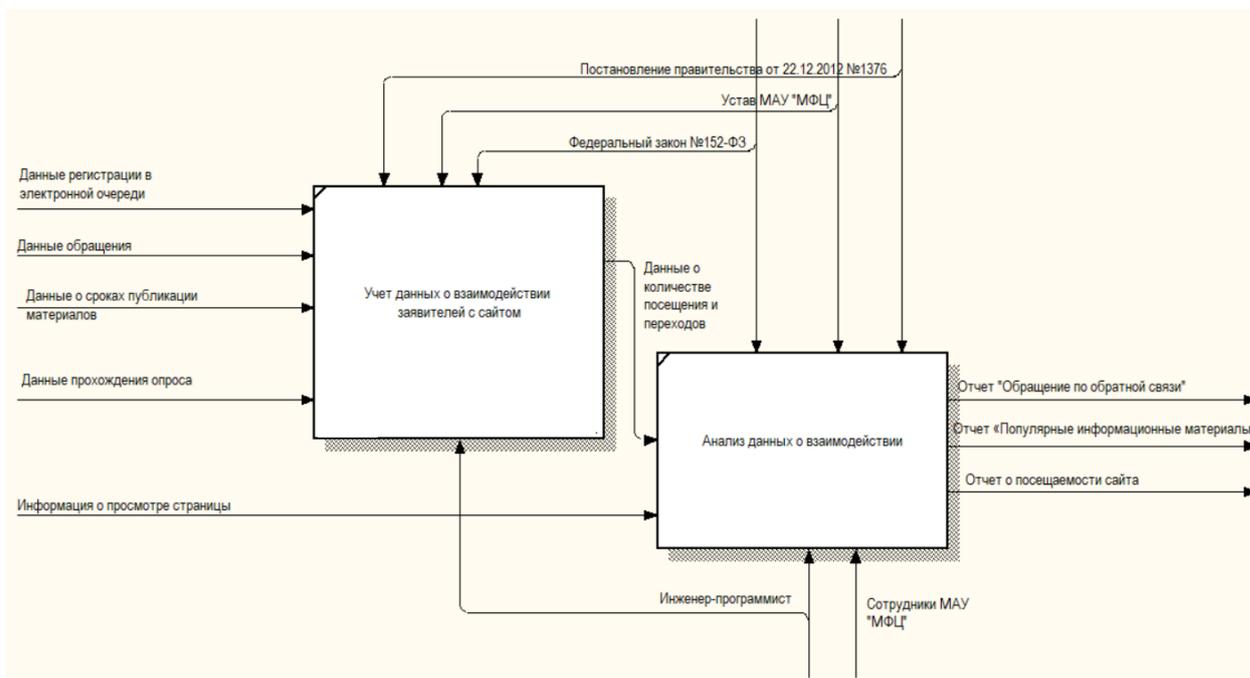 Постановление правительства от 22.12.2012 №1376
Устав МАУ "МФЦ"
Федеральный закон №152-ФЗ
Данные регистрации в
электронной очереди
Данные обращения
Данные о сроках публикации
материалов
Данные прохождения опроса
Учет данных о взаимодействии
заявителей с сайтом
Данные о
количестве
посещения и
переходов
Анализ данных о взаимодействии
Отчет "Обращение по обратной связи"
Отчет «Популярные информационные материалы
Отчет о посещаемости сайта
Информация о просмотре страницы
Инженер-программист
Сотрудники МАУ
"МФЦ"